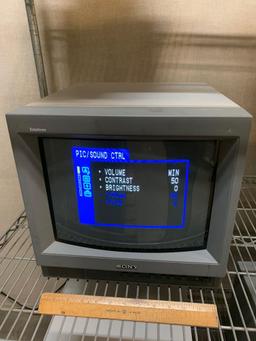 PIC/SOUND CTRL
• VOLUME MIN
• CONTRAST 50
• BRIGHTNESS 0
SONY